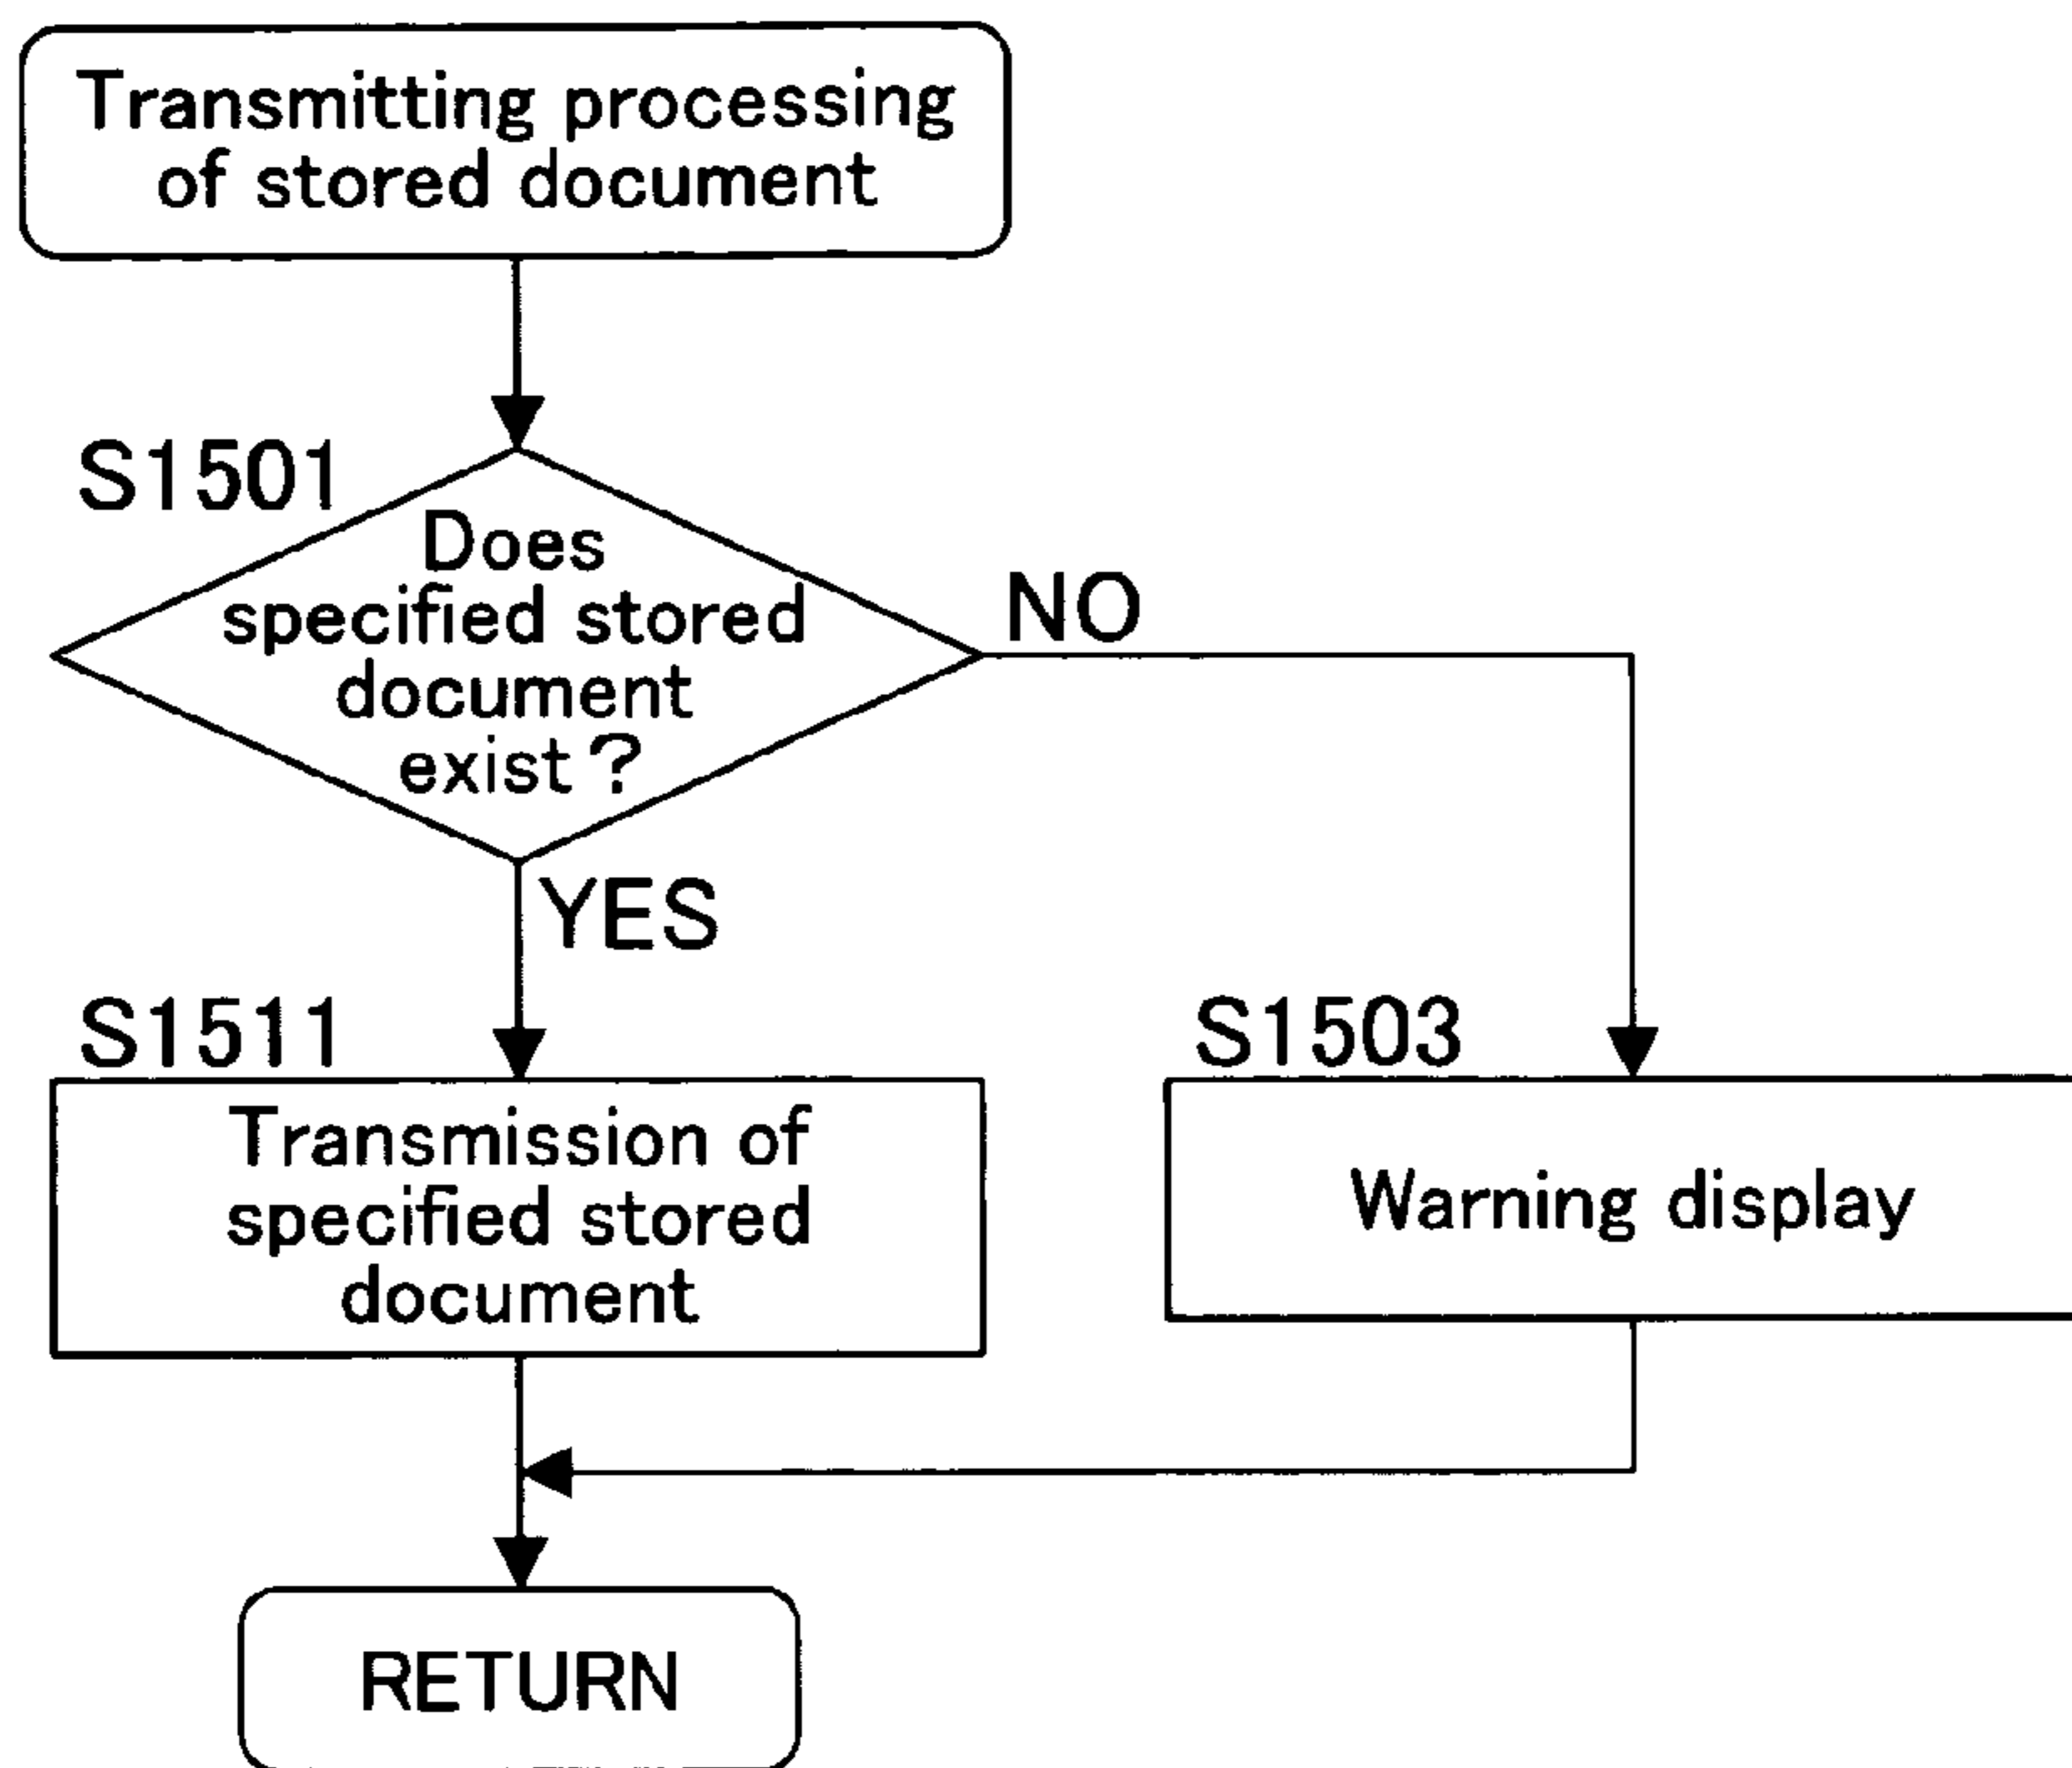 Transmitting processing
of stored document
S1501
Does
specified stored
document
exist?
NO
YES
S1511
S1503
Transmission of
specified stored
document
Warning display
RETURN